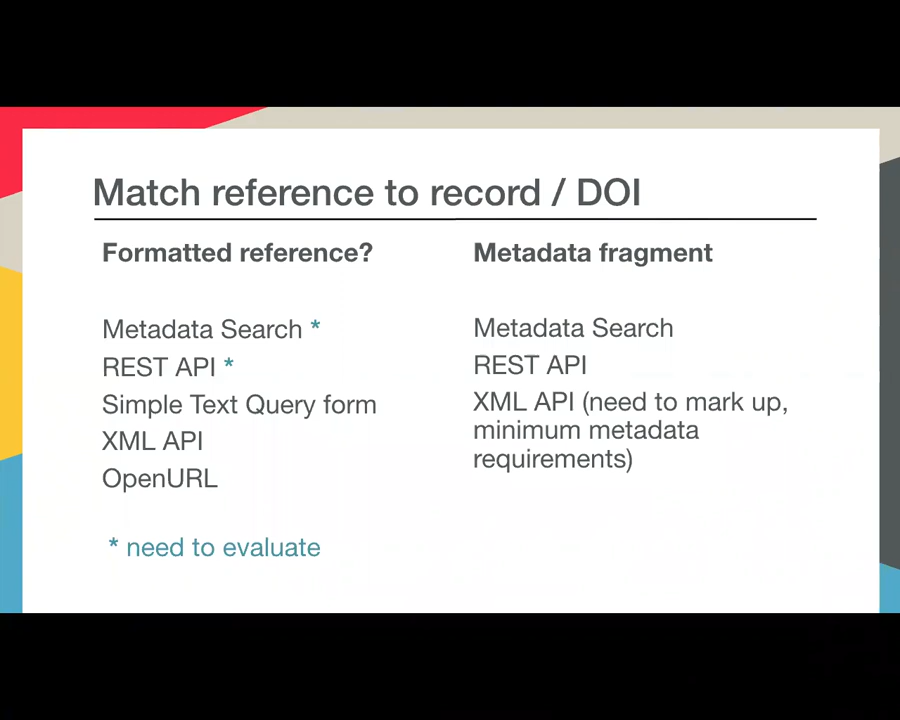 Match reference to record / DOI
Formatted reference?
Metadata Search *
REST API *
Simple Text Query form
XML API
OpenURL
* need to evaluate
Metadata fragment
Metadata Search
REST API
XML API (need to mark up,
minimum metadata
requirements)